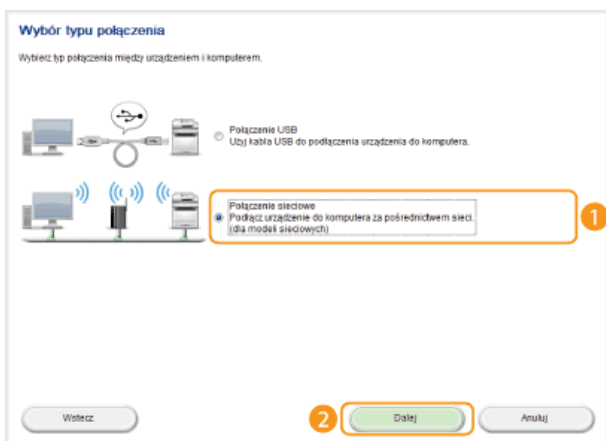 Wybór typu połączenia
Wybierz typ połączenia między urządzeniem i komputerem.
Połączenie USB
Użyj kabla USB do podłączenia urządzenia do komputera.
Połączenie sieciowe
Podłącz urządzenie do komputera za pośrednictwem sieci.
(dla modeli sieciowych)
1
2
Wstecz
Dalej
Anuluj